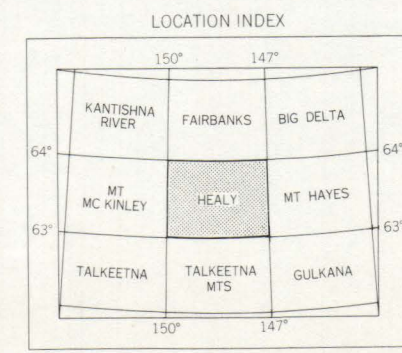 LOCATION INDEX
150° 147°
KANTISHNA
RIVER
FAIRBANKS
BIG DELTA
64° 64°
MT
MC KINLEY
HEALY
MT HAYES
63° 63°
TALKEETNA
TALKEETNA
MTS
GULKANA
150° 147°